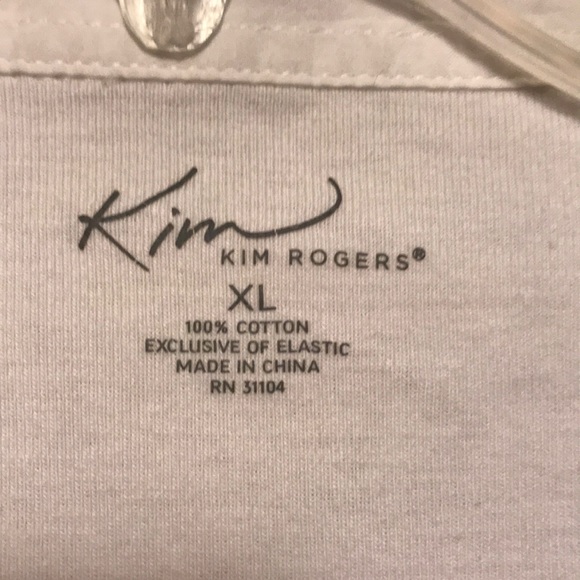 Kim
KIM ROGERS®
XL
100% COTTON
EXCLUSIVE OF ELASTIC
MADE IN CHINA
RN 31104